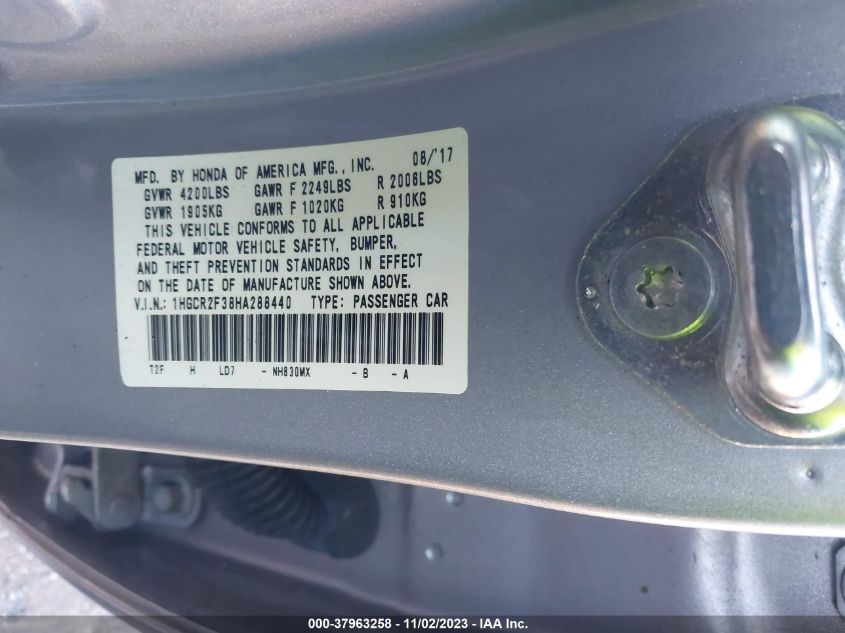 MFD. BY HONDA OF AMERICA MFG., INC. 08/'17
GVWR 4200LBS GAWR F 2249LBS R 2006LBS
GVWR 1905KG GAWR F 1020KG R 910KG
THIS VEHICLE CONFORMS TO ALL APPLICABLE
FEDERAL MOTOR VEHICLE SAFETY, BUMPER,
AND THEFT PREVENTION STANDARDS IN EFFECT
ON THE DATE OF MANUFACTURE SHOWN ABOVE.
V.I.N.: 1HGCR2F38HA288440 TYPE: PASSENGER CAR
T2F H LD7 - NH830MX - B - A
000-37963258 - 11/02/2023 - IAA Inc.